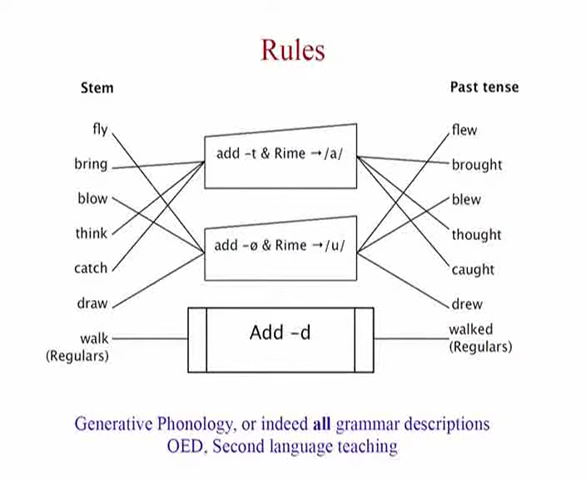 Rules
Stem
Past tense
fly
bring
blow
think
catch
draw
walk
(Regulars)
add -t & Rime →/a/
add -ø & Rime →/u/
Add -d
flew
brought
blew
thought
caught
drew
walked
(Regulars)
Generative Phonology, or indeed all grammar descriptions
OED, Second language teaching